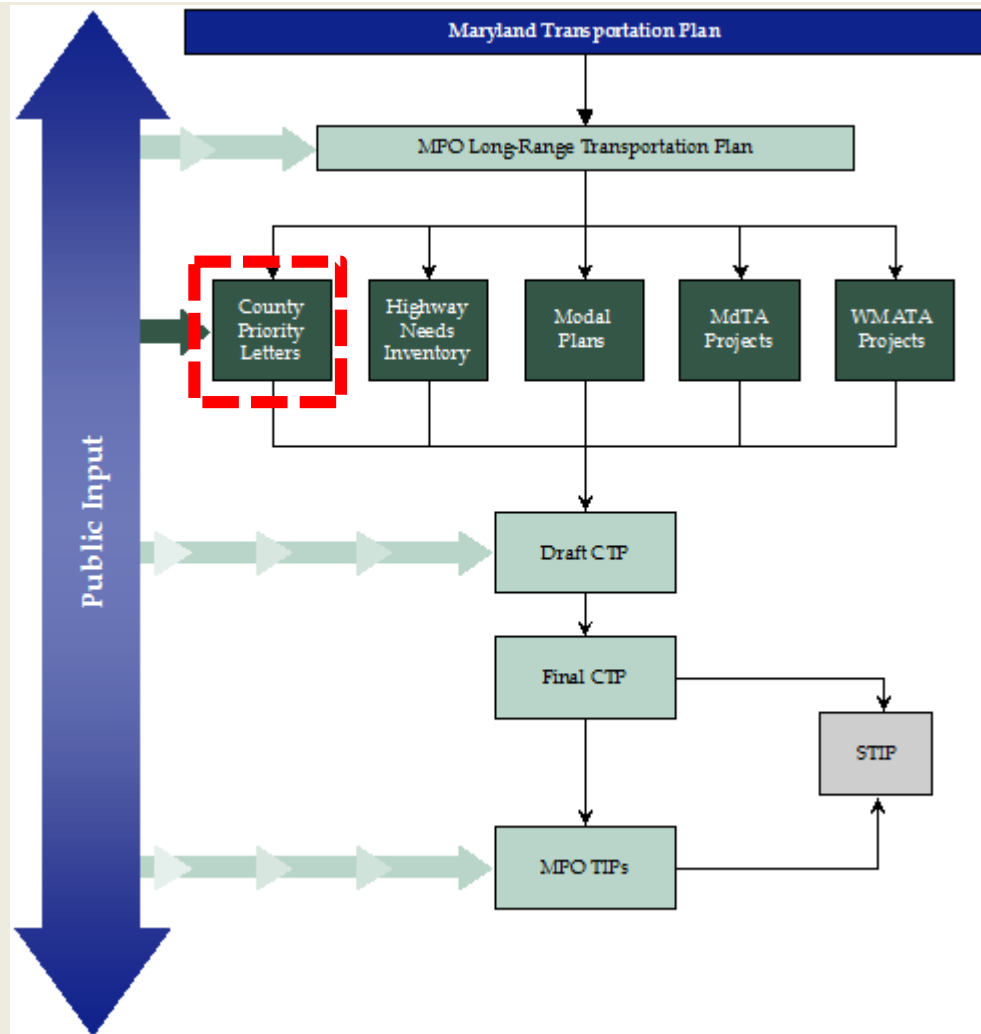 Maryland Transportation Plan
MPO Long-Range Transportation Plan
County
Priority
Letters
Highway
Needs
Inventory
Modal
Plans
MdTA
Projects
WMATA
Projects
Public Input
Draft CTP
Final CTP
STIP
MPO TIPs